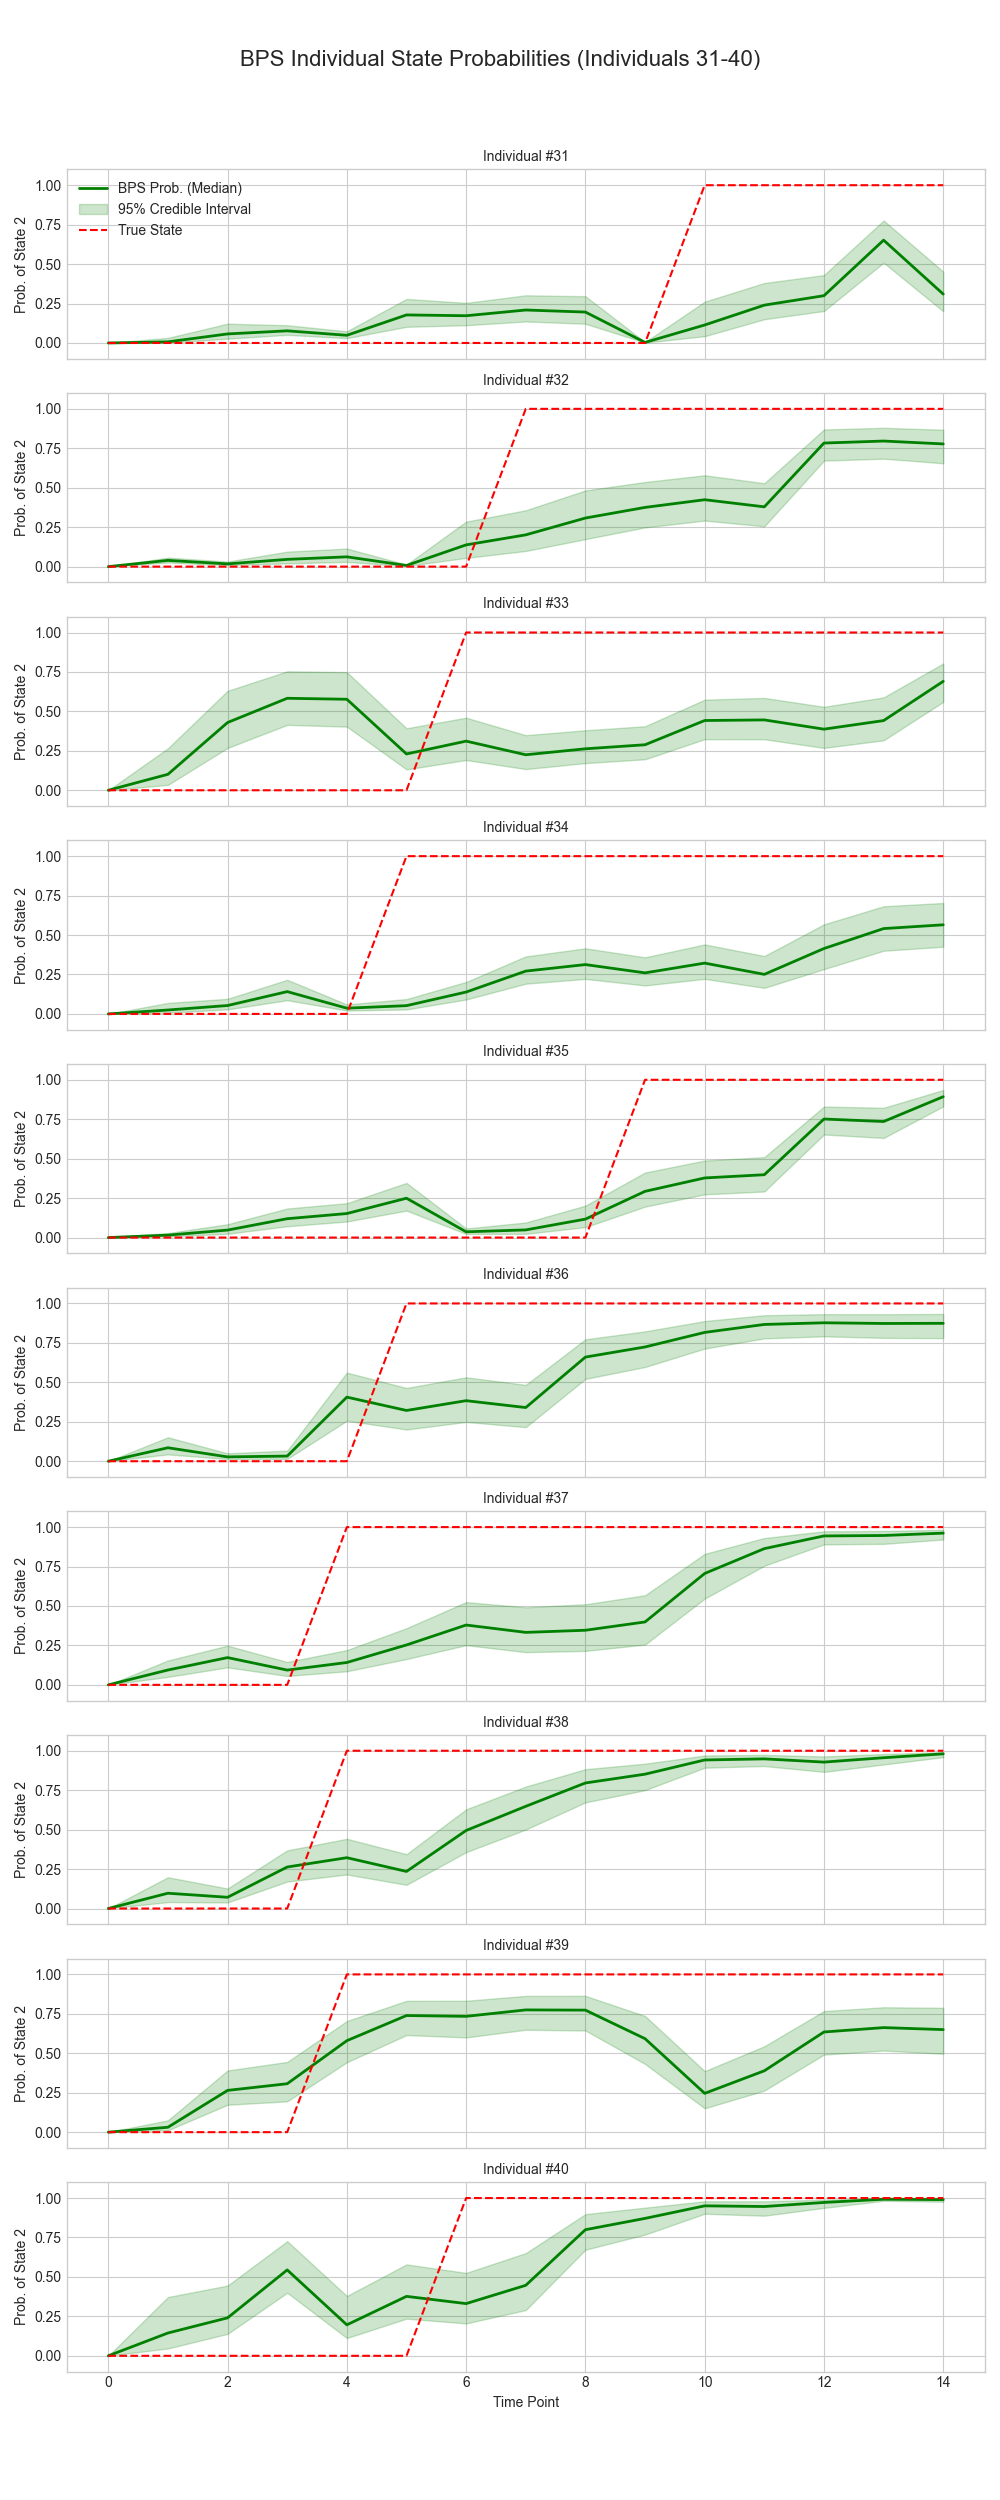 BPS Individual State Probabilities (Individuals 31-40)
Individual #31
1.00
0.75
0.50
0.25
0.00
Prob. of State 2
BPS Prob. (Median)
95% Credible Interval
True State
Individual #32
1.00
0.75
0.50
0.25
0.00
Prob. of State 2
Individual #33
1.00
0.75
0.50
0.25
0.00
Prob. of State 2
Individual #34
1.00
0.75
0.50
0.25
0.00
Prob. of State 2
Individual #35
1.00
0.75
0.50
0.25
0.00
Prob. of State 2
Individual #36
1.00
0.75
0.50
0.25
0.00
Prob. of State 2
Individual #37
1.00
0.75
0.50
0.25
0.00
Prob. of State 2
Individual #38
1.00
0.75
0.50
0.25
0.00
Prob. of State 2
Individual #39
1.00
0.75
0.50
0.25
0.00
Prob. of State 2
Individual #40
1.00
0.75
0.50
0.25
0.00
Prob. of State 2
0 2 4 6 8 10 12 14
Time Point